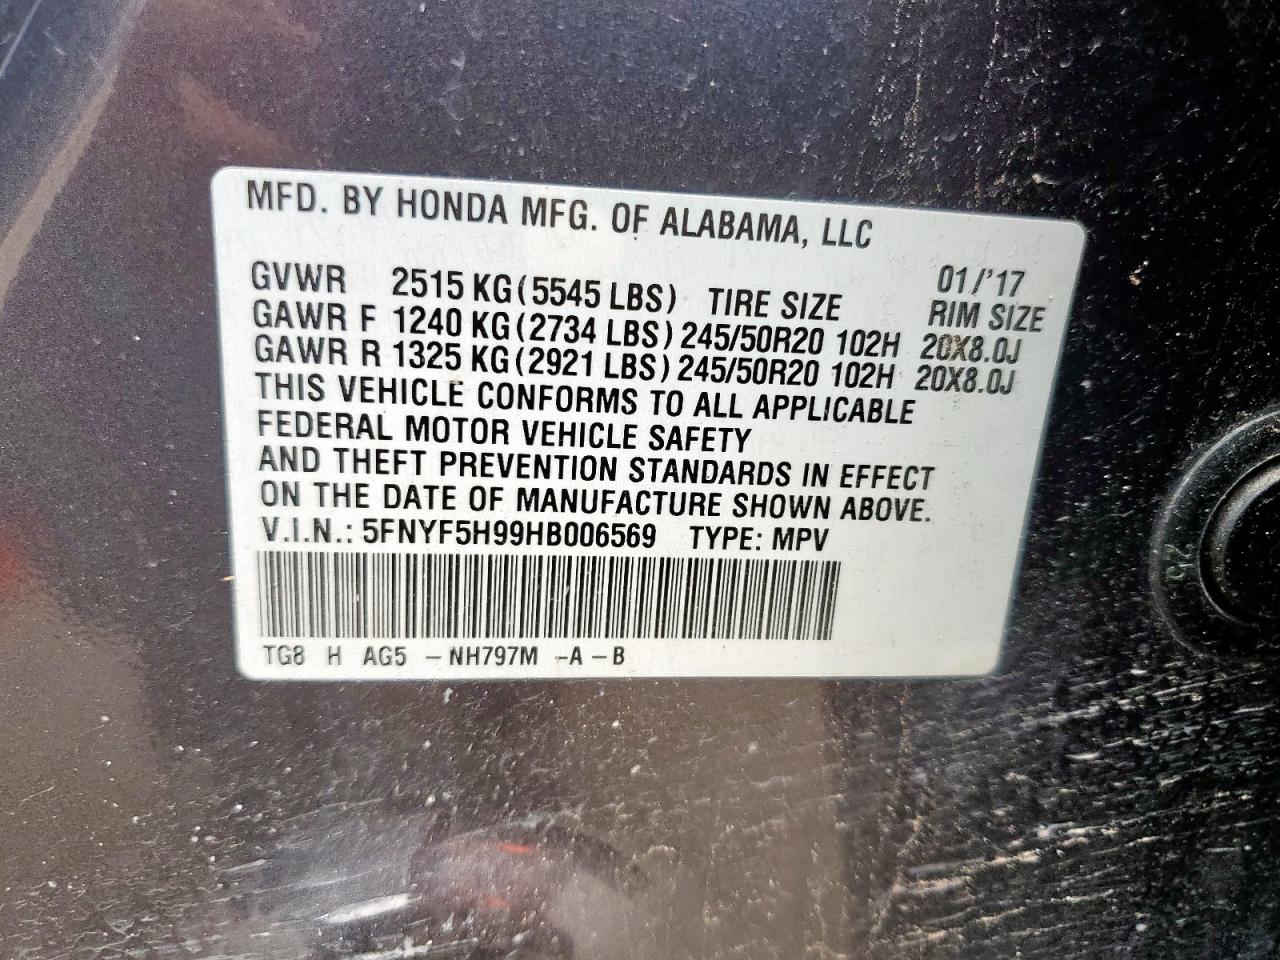 MFD. BY HONDA MFG. OF ALABAMA, LLC
01/'17
GVWR 2515 KG(5545 LBS) TIRE SIZE RIM SIZE
GAWR F 1240 KG(2734 LBS) 245/50R20 102H 20X8.0J
GAWR R 1325 KG(2921 LBS) 245/50R20 102H 20X8.0J
THIS VEHICLE CONFORMS TO ALL APPLICABLE
FEDERAL MOTOR VEHICLE SAFETY
AND THEFT PREVENTION STANDARDS IN EFFECT
ON THE DATE OF MANUFACTURE SHOWN ABOVE.
V.I.N.: 5FNYF5H99HB006569 TYPE: MPV
TG8 H AG5 -NH797M -A-B